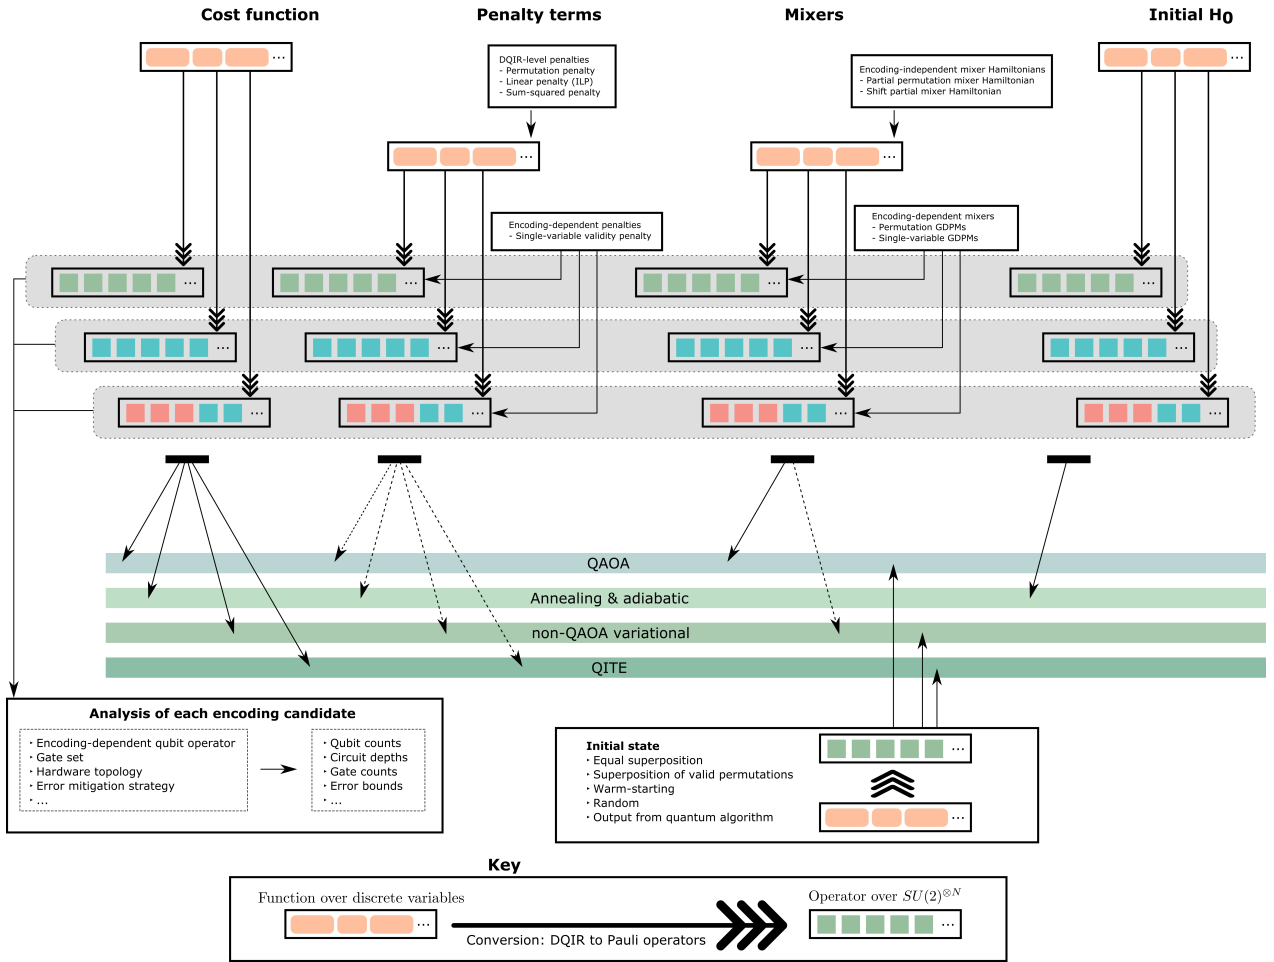 Cost function
Penalty terms
Mixers
Initial H0
...
...
DQIR-level penalties
- Permutation penalty
- Linear penalty (ILP)
- Sum-squared penalty
Encoding-independent mixer Hamiltonians
- Partial permutation mixer Hamiltonian
- Shift partial mixer Hamiltonian
...
...
Encoding-dependent penalties
- Single-variable validity penalty
Encoding-dependent mixers
- Permutation GDPMs
- Single-variable GDPMs
...
...
...
...
...
...
...
...
...
...
...
...
QAOA
Annealing & adiabatic
non-QAOA variational
QITE
Analysis of each encoding candidate
· Encoding-dependent qubit operator
· Gate set
· Hardware topology
· Error mitigation strategy
· ...
· Qubit counts
· Circuit depths
· Gate counts
· Error bounds
· ...
Initial state
· Equal superposition
· Superposition of valid permutations
· Warm-starting
· Random
· Output from quantum algorithm
...
...
Key
Function over discrete variables
...
Conversion: DQIR to Pauli operators
Operator over SU(2)⊗N
...